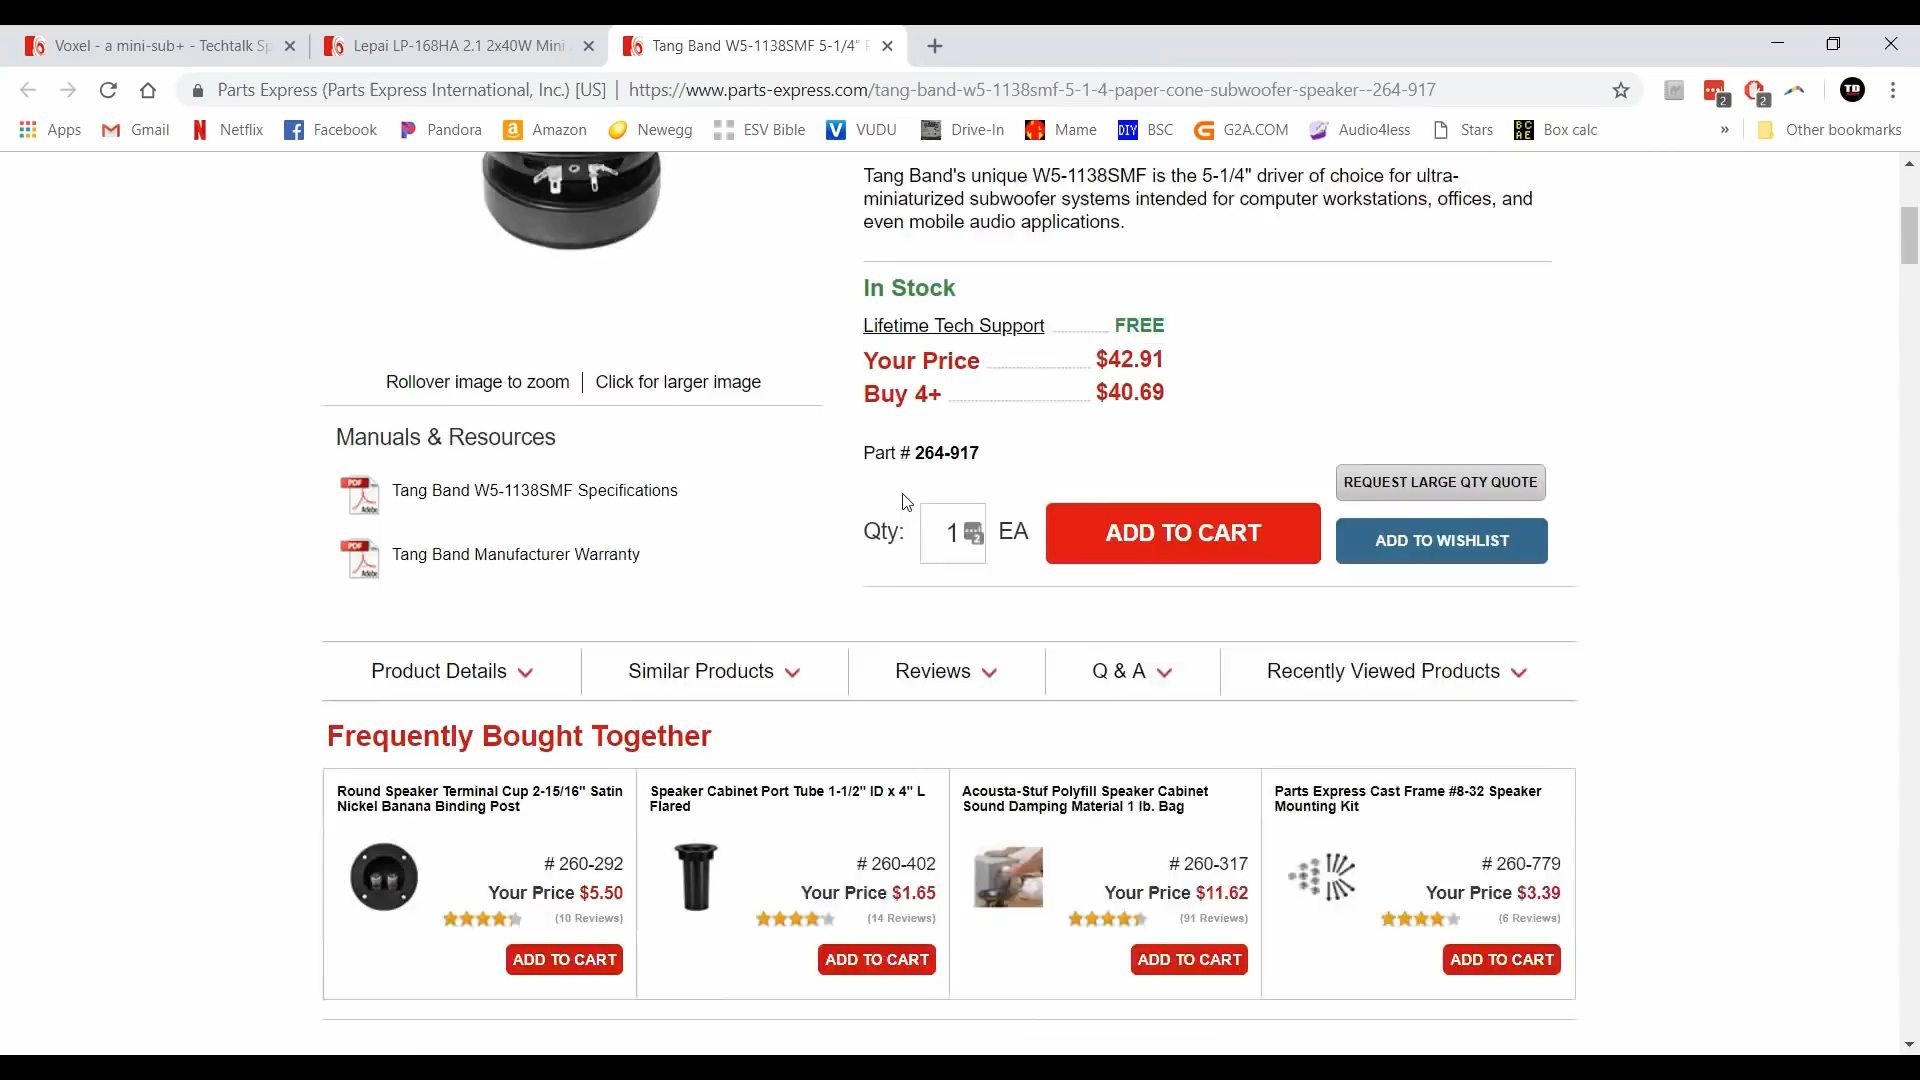 Voxel - a mini-sub+ - Techtalk Sp
Lepai LP-168HA 2.1 2x40W Mini
Tang Band W5-1138SMF 5-1/4" P
Parts Express (Parts Express International, Inc.) [US] | https://www.parts-express.com/tang-band-w5-1138smf-5-1-4-paper-cone-subwoofer-speaker--264-917
2
2
TD
Apps
Gmail
Netflix
Facebook
Pandora
Amazon
Newegg
ESV Bible
VUDU
Drive-In
Mame
DIY BSC
G2A.COM
Audio4less
Stars
Box calc
»
Other bookmarks
Tang Band's unique W5-1138SMF is the 5-1/4" driver of choice for ultra-
miniaturized subwoofer systems intended for computer workstations, offices, and
even mobile audio applications.
In Stock
Lifetime Tech Support FREE
Your Price $42.91
Buy 4+ $40.69
Rollover image to zoom | Click for larger image
Manuals & Resources
Part # 264-917
PDF Adobe Tang Band W5-1138SMF Specifications
REQUEST LARGE QTY QUOTE
Qty: 1 2 EA ADD TO CART
ADD TO WISHLIST
PDF Adobe Tang Band Manufacturer Warranty
Product Details
Similar Products
Reviews
Q & A
Recently Viewed Products
Frequently Bought Together
Round Speaker Terminal Cup 2-15/16" Satin
Nickel Banana Binding Post
# 260-292
Your Price $5.50
(10 Reviews)
ADD TO CART
Speaker Cabinet Port Tube 1-1/2" ID x 4" L
Flared
# 260-402
Your Price $1.65
(14 Reviews)
ADD TO CART
Acousta-Stuf Polyfill Speaker Cabinet
Sound Damping Material 1 lb. Bag
# 260-317
Your Price $11.62
(91 Reviews)
ADD TO CART
Parts Express Cast Frame #8-32 Speaker
Mounting Kit
# 260-779
Your Price $3.39
(6 Reviews)
ADD TO CART